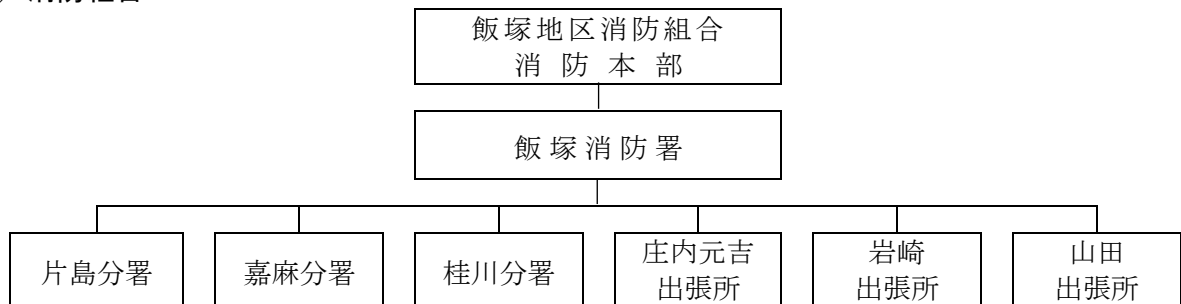 飯塚地区消防組合
消防本部
飯塚消防署
片島分署
嘉麻分署
桂川分署
庄内元吉
出張所
岩崎
出張所
山田
出張所